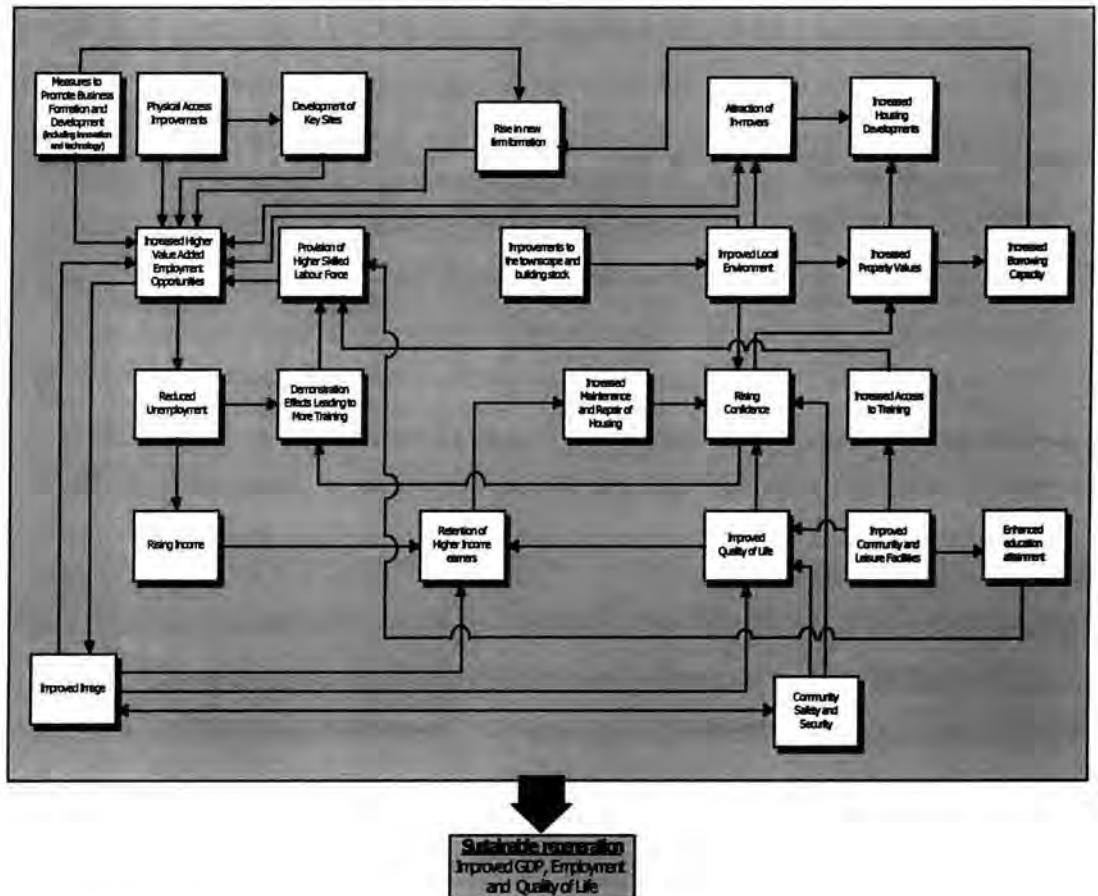 Measures to
Promote Business
Formation and
Development
(including innovation
and technology)
Physical Access
Improvements
Development of
Key Sites
Rise in new
firm formation
Attraction of
In-movers
Increased
Housing
Developments
Increased Higher
Value Added
Employment
Opportunities
Provision of
Higher Skilled
Labour Force
Improvements to
the townscape and
building stock
Improved Local
Environment
Increased
Property Values
Increased
Borrowing
Capacity
Reduced
Unemployment
Demonstration
Effects Leading to
More Training
Increased
Maintenance
and Repair of
Housing
Rising
Confidence
Increased Access
to Training
Rising Income
Retention of
Higher Income
earners
Improved
Quality of Life
Improved
Community and
Leisure Facilities
Enhanced
education
attainment
Improved Image
Community
Safety and
Security
Sustainable regeneration
Improved GDP, Employment
and Quality of Life